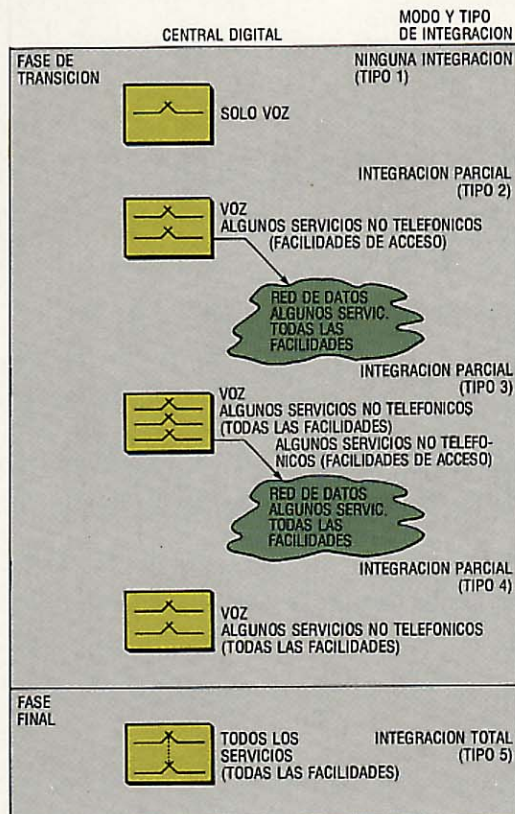 CENTRAL DIGITAL
MODO Y TIPO
DE INTEGRACION
FASE DE
TRANSICION
NINGUNA INTEGRACION
(TIPO 1)
SOLO VOZ
INTEGRACION PARCIAL
(TIPO 2)
VOZ
ALGUNOS SERVICIOS NO TELEFONICOS
(FACILIDADES DE ACCESO)
RED DE DATOS
ALGUNOS SERVIC.
TODAS LAS
FACILIDADES
INTEGRACION PARCIAL
(TIPO 3)
VOZ
ALGUNOS SERVICIOS NO TELEFONICOS
(TODAS LAS FACILIDADES)
ALGUNOS SERVICIOS NO TELEFO-
NICOS (FACILIDADES DE ACCESO)
RED DE DATOS
ALGUNOS SERVIC.
TODAS LAS
FACILIDADES
INTEGRACION PARCIAL
(TIPO 4)
VOZ
ALGUNOS SERVICIOS NO TELEFONICOS
(TODAS LAS FACILIDADES)
FASE
FINAL
TODOS LOS
SERVICIOS
(TODAS LAS FACILIDADES)
INTEGRACION TOTAL
(TIPO 5)